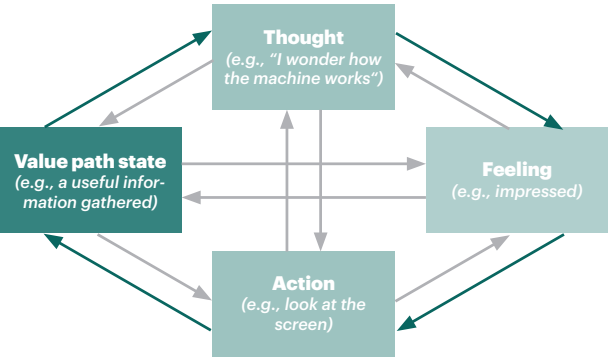 Thought
(e.g., “I wonder how
the machine works“)
Value path state
(e.g., a useful infor-
mation gathered)
Feeling
(e.g., impressed)
Action
(e.g., look at the
screen)